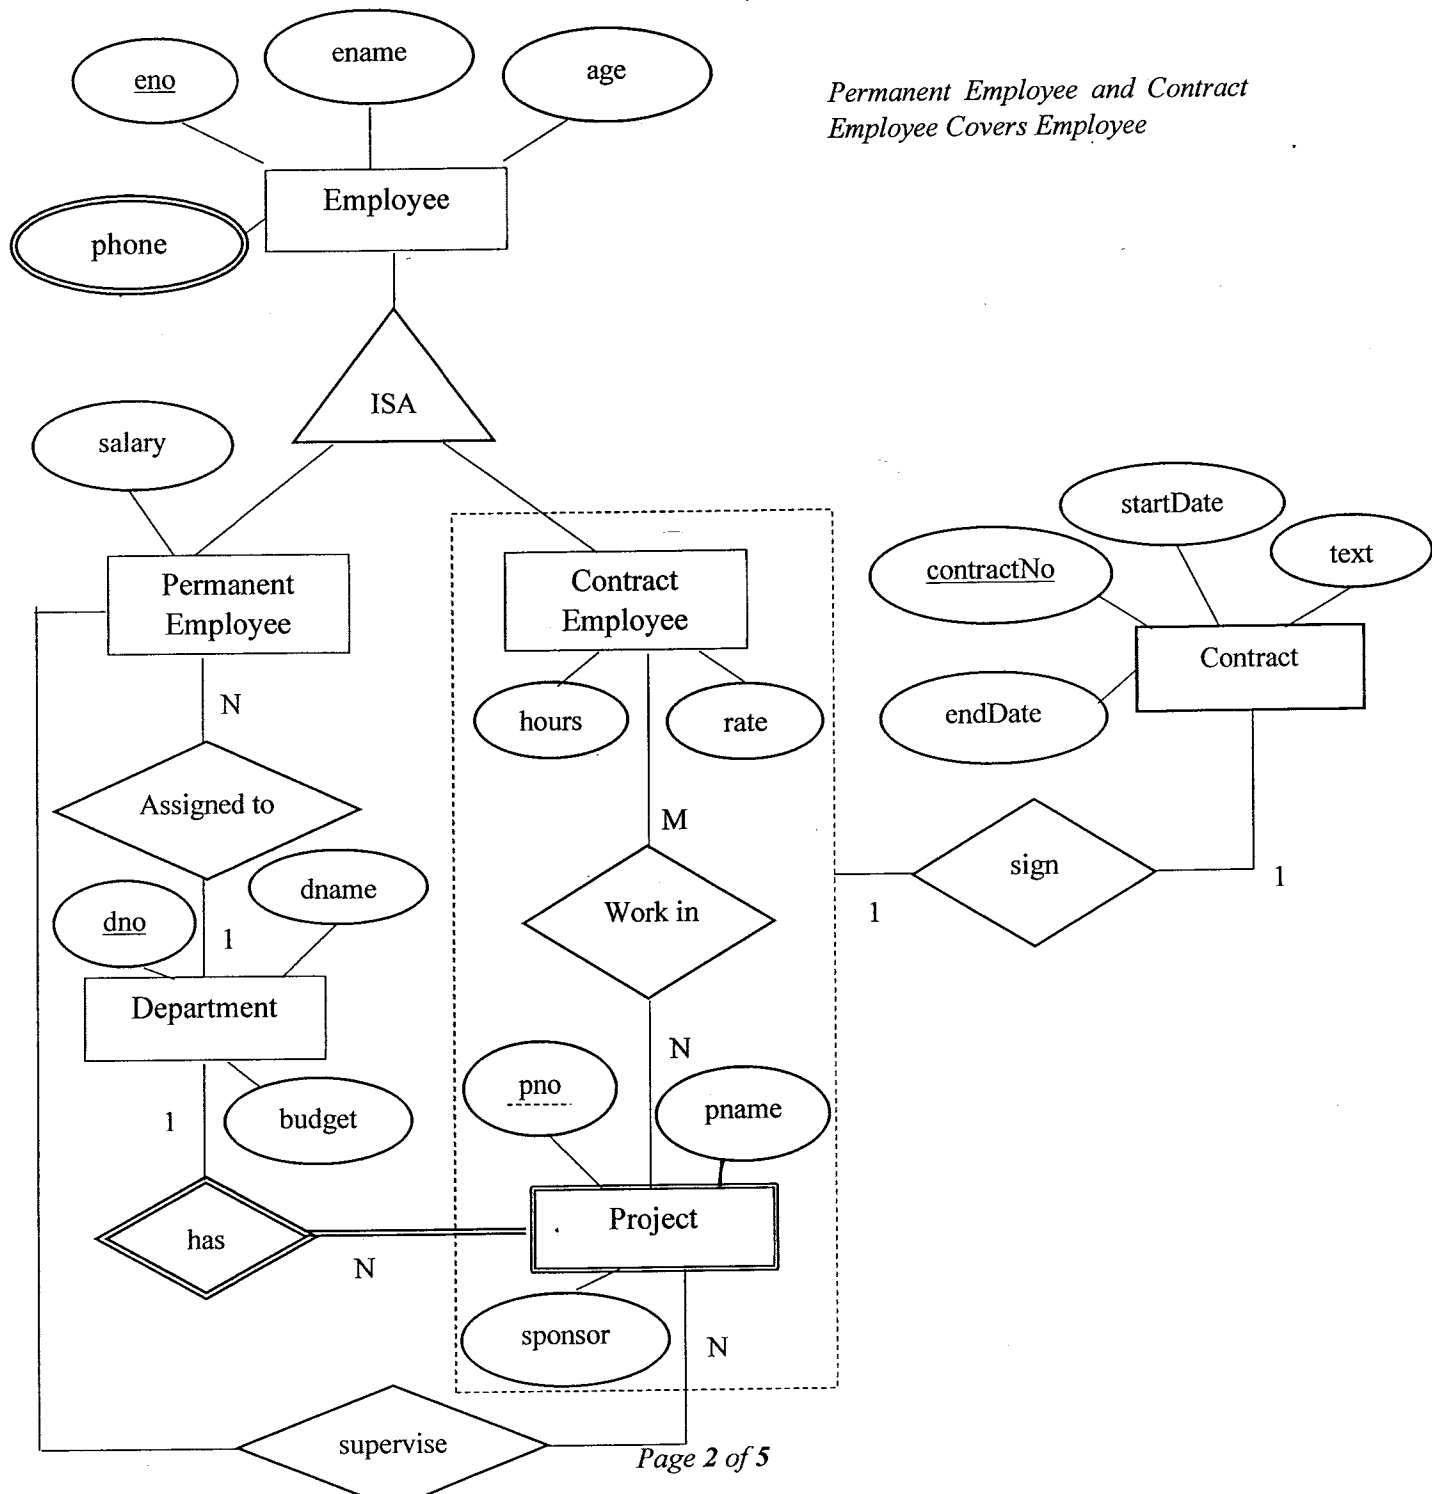 eno
ename
age
Permanent Employee and Contract
Employee Covers Employee
Employee
phone
ISA
salary
Permanent
Employee
Contract
Employee
startDate
contractNo
text
Contract
endDate
N
hours
rate
Assigned to
M
sign
1
1
dno
dname
1
Work in
Department
N
pno
pname
budget
1
Project
has
N
sponsor
N
supervise
Page 2 of 5